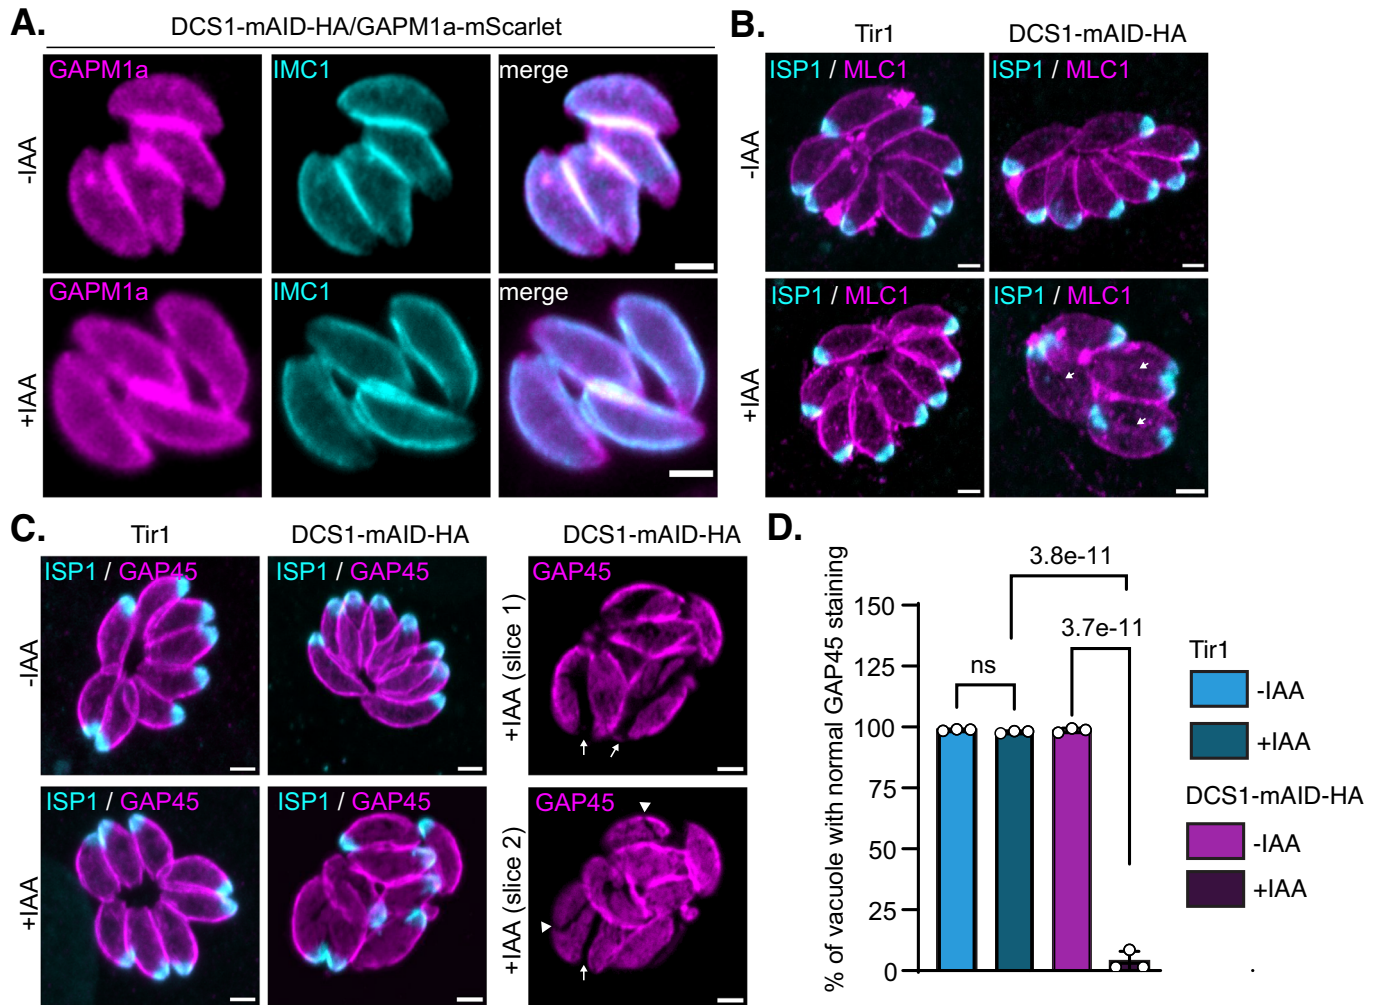 A.
DCS1-mAID-HA/GAPM1a-mScarlet
-IAA
GAPM1a
IMC1
merge
+IAA
GAPM1a
IMC1
merge
B.
Tir1
DCS1-mAID-HA
-IAA
ISP1 / MLC1
ISP1 / MLC1
+IAA
ISP1 / MLC1
ISP1 / MLC1
C.
Tir1
DCS1-mAID-HA
DCS1-mAID-HA
-IAA
ISP1 / GAP45
ISP1 / GAP45
+IAA (slice 1)
GAP45
+IAA
ISP1 / GAP45
ISP1 / GAP45
+IAA (slice 2)
GAP45
D.
% of vacuole with normal GAP45 staining
150
125
100
75
50
25
0
ns
3.8e-11
3.7e-11
Tir1
-IAA
+IAA
DCS1-mAID-HA
-IAA
+IAA